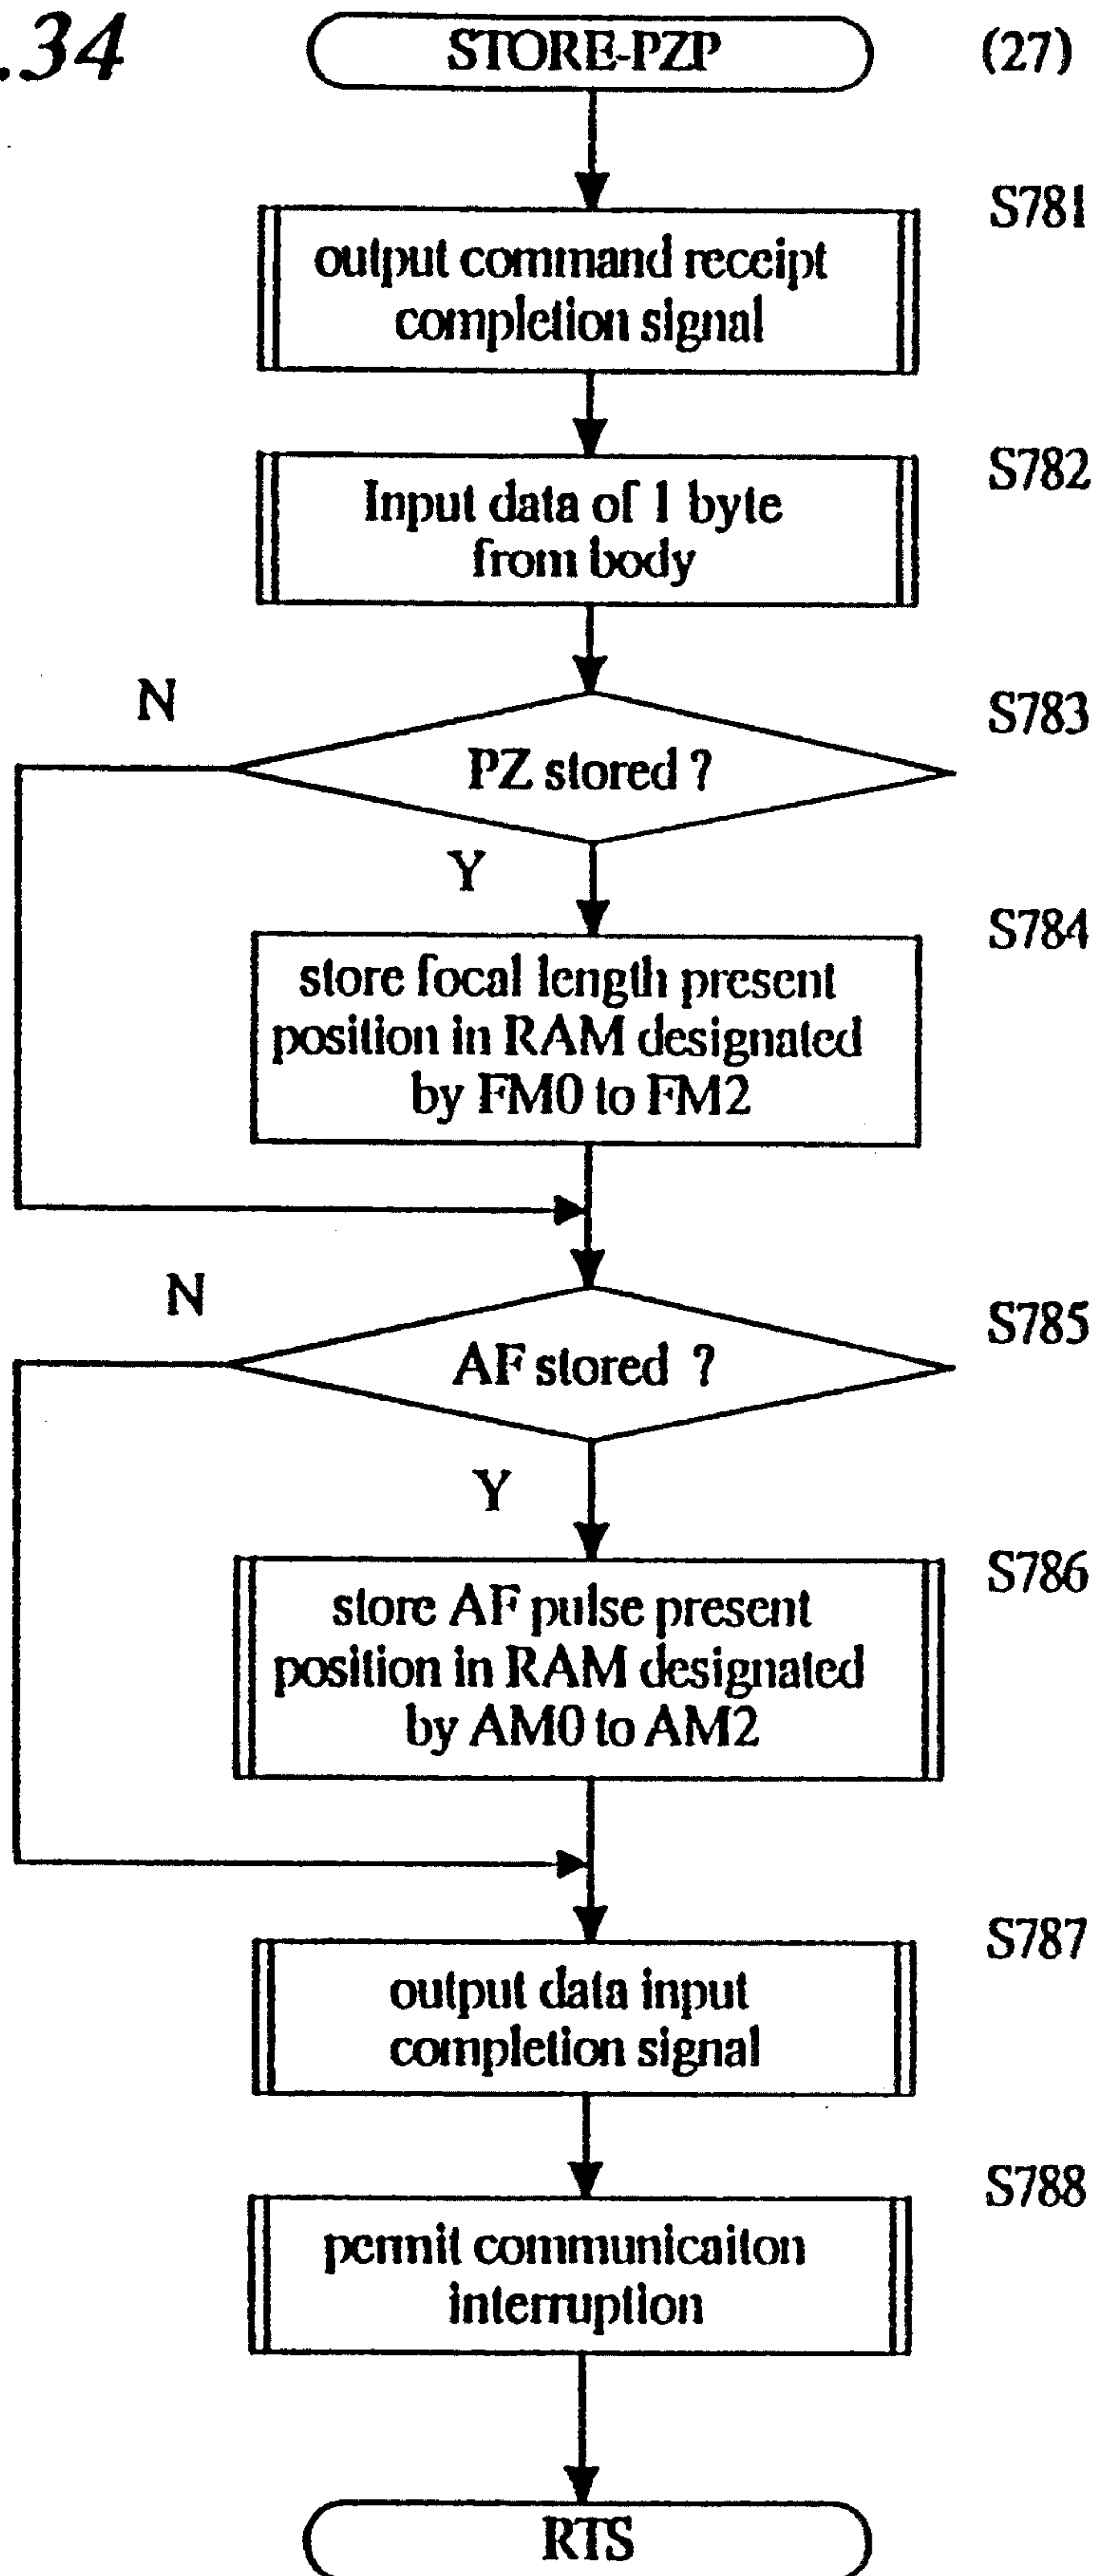 .34
STORE-PZP
(27)
S781
output command receipt
completion signal
S782
Input data of 1 byte
from body
N
S783
PZ stored ?
Y
S784
store focal length present
position in RAM designated
by FM0 to FM2
N
S785
AF stored ?
Y
S786
store AF pulse present
position in RAM designated
by AM0 to AM2
S787
output data input
completion signal
S788
permit communicaiton
interruption
RTS